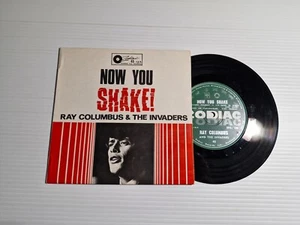 NOW YOU
SHAKE!
RAY COLUMBUS & THE INVADERS
NOW YOU SHAKE
ZODIAC
RAY COLUMBUS
AND THE INVADERS